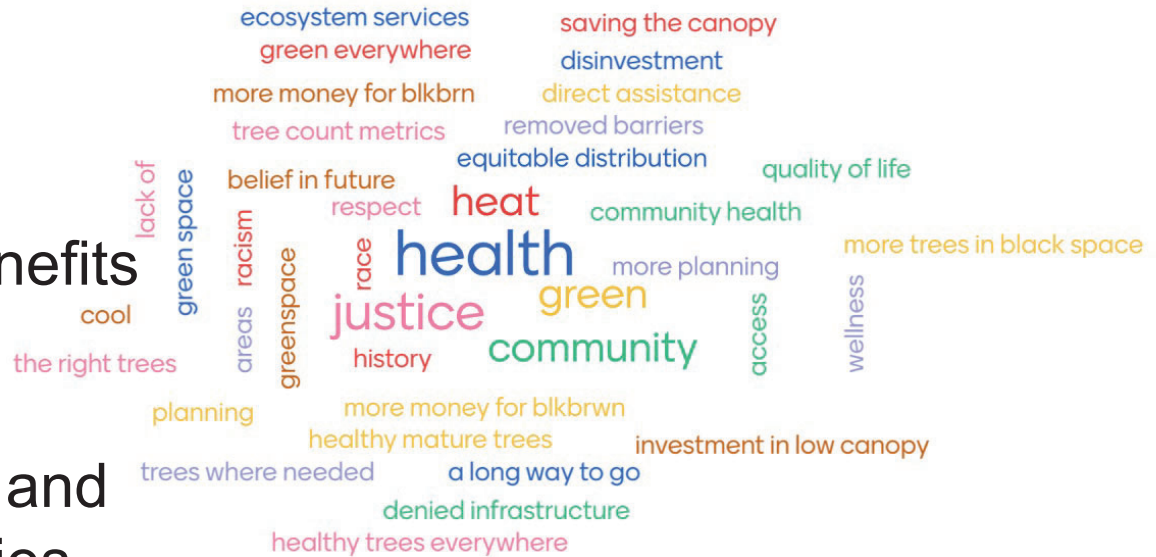 ecosystem services
saving the canopy
green everywhere
disinvestment
more money for blkbrn
direct assistance
tree count metrics
removed barriers
equitable distribution
quality of life
lack of
green space
belief in future
racism
respect
heat
community health
nefits
race
health
more planning
more trees in black space
cool
areas
greenspace
justice
green
access
wellness
the right trees
history
community
planning
more money for blkbrwn
healthy mature trees
investment in low canopy
and
trees where needed
a long way to go
denied infrastructure
healthy trees everywhere